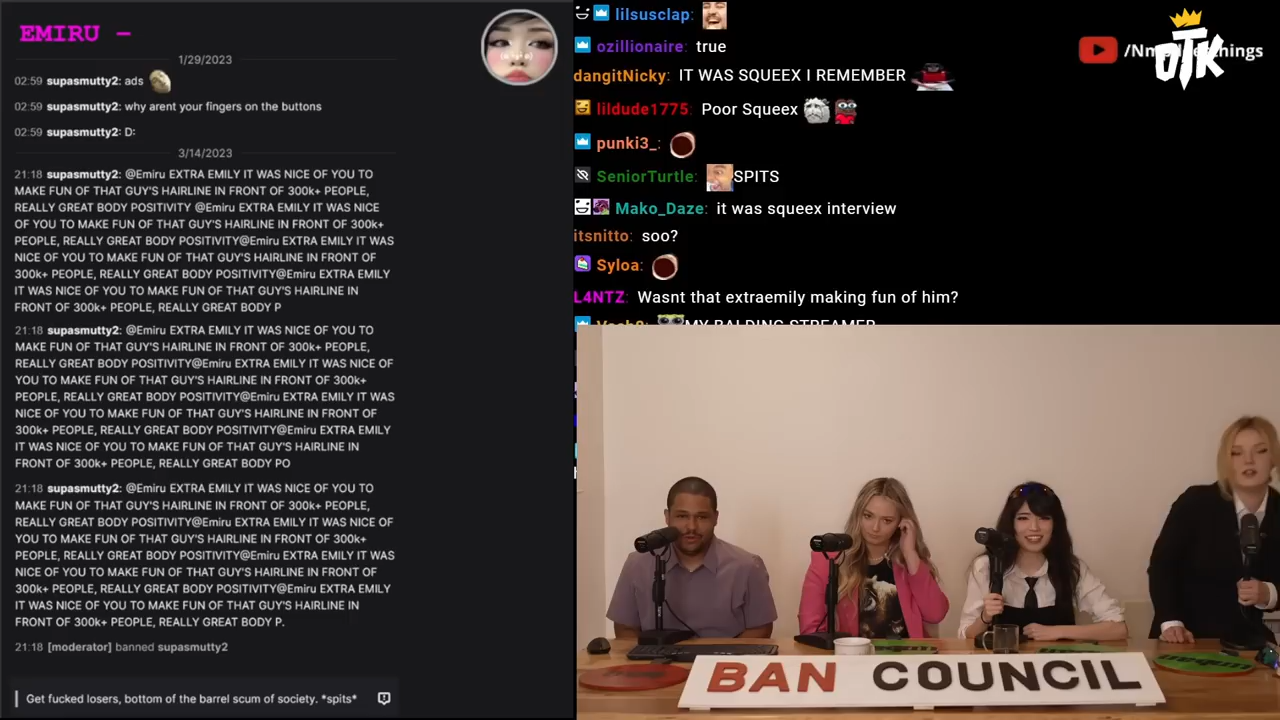 EMIRU –
1/29/2023
02:59 supasmutty2: ads
02:59 supasmutty2: why arent your fingers on the buttons
02:59 supasmutty2: D:
3/14/2023
21:18 supasmutty2: @Emiru EXTRA EMILY IT WAS NICE OF YOU TO
MAKE FUN OF THAT GUY'S HAIRLINE IN FRONT OF 300k+ PEOPLE,
REALLY GREAT BODY POSITIVITY @Emiru EXTRA EMILY IT WAS NICE
OF YOU TO MAKE FUN OF THAT GUY'S HAIRLINE IN FRONT OF 300k+
PEOPLE, REALLY GREAT BODY POSITIVITY@Emiru EXTRA EMILY IT WAS
NICE OF YOU TO MAKE FUN OF THAT GUY'S HAIRLINE IN FRONT OF
300k+ PEOPLE, REALLY GREAT BODY POSITIVITY@Emiru EXTRA EMILY
IT WAS NICE OF YOU TO MAKE FUN OF THAT GUY'S HAIRLINE IN
FRONT OF 300k+ PEOPLE, REALLY GREAT BODY P
21:18 supasmutty2: @Emiru EXTRA EMILY IT WAS NICE OF YOU TO
MAKE FUN OF THAT GUY'S HAIRLINE IN FRONT OF 300k+ PEOPLE,
REALLY GREAT BODY POSITIVITY@Emiru EXTRA EMILY IT WAS NICE OF
YOU TO MAKE FUN OF THAT GUY'S HAIRLINE IN FRONT OF 300k+
PEOPLE, REALLY GREAT BODY POSITIVITY@Emiru EXTRA EMILY IT WAS
NICE OF YOU TO MAKE FUN OF THAT GUY'S HAIRLINE IN FRONT OF
300k+ PEOPLE, REALLY GREAT BODY POSITIVITY@Emiru EXTRA EMILY
IT WAS NICE OF YOU TO MAKE FUN OF THAT GUY'S HAIRLINE IN
FRONT OF 300k+ PEOPLE, REALLY GREAT BODY PO
21:18 supasmutty2: @Emiru EXTRA EMILY IT WAS NICE OF YOU TO
MAKE FUN OF THAT GUY'S HAIRLINE IN FRONT OF 300k+ PEOPLE,
REALLY GREAT BODY POSITIVITY@Emiru EXTRA EMILY IT WAS NICE OF
YOU TO MAKE FUN OF THAT GUY'S HAIRLINE IN FRONT OF 300k+
PEOPLE, REALLY GREAT BODY POSITIVITY@Emiru EXTRA EMILY IT WAS
NICE OF YOU TO MAKE FUN OF THAT GUY'S HAIRLINE IN FRONT OF
300k+ PEOPLE, REALLY GREAT BODY POSITIVITY@Emiru EXTRA EMILY
IT WAS NICE OF YOU TO MAKE FUN OF THAT GUY'S HAIRLINE IN
FRONT OF 300k+ PEOPLE, REALLY GREAT BODY P.
21:18 [moderator] banned supasmutty2
Get fucked losers, bottom of the barrel scum of society. *spits*
lilsusclap:
ozillionaire: true
dangitNicky: IT WAS SQUEEX I REMEMBER
lildude1775: Poor Squeex
punki3_:
SeniorTurtle: SPITS
Mako_Daze: it was squeex interview
itsnitto: soo?
Syloa:
L4NTZ: Wasnt that extraemily making fun of him?
MY BALDING STREAMER
OTK
BAN COUNCIL